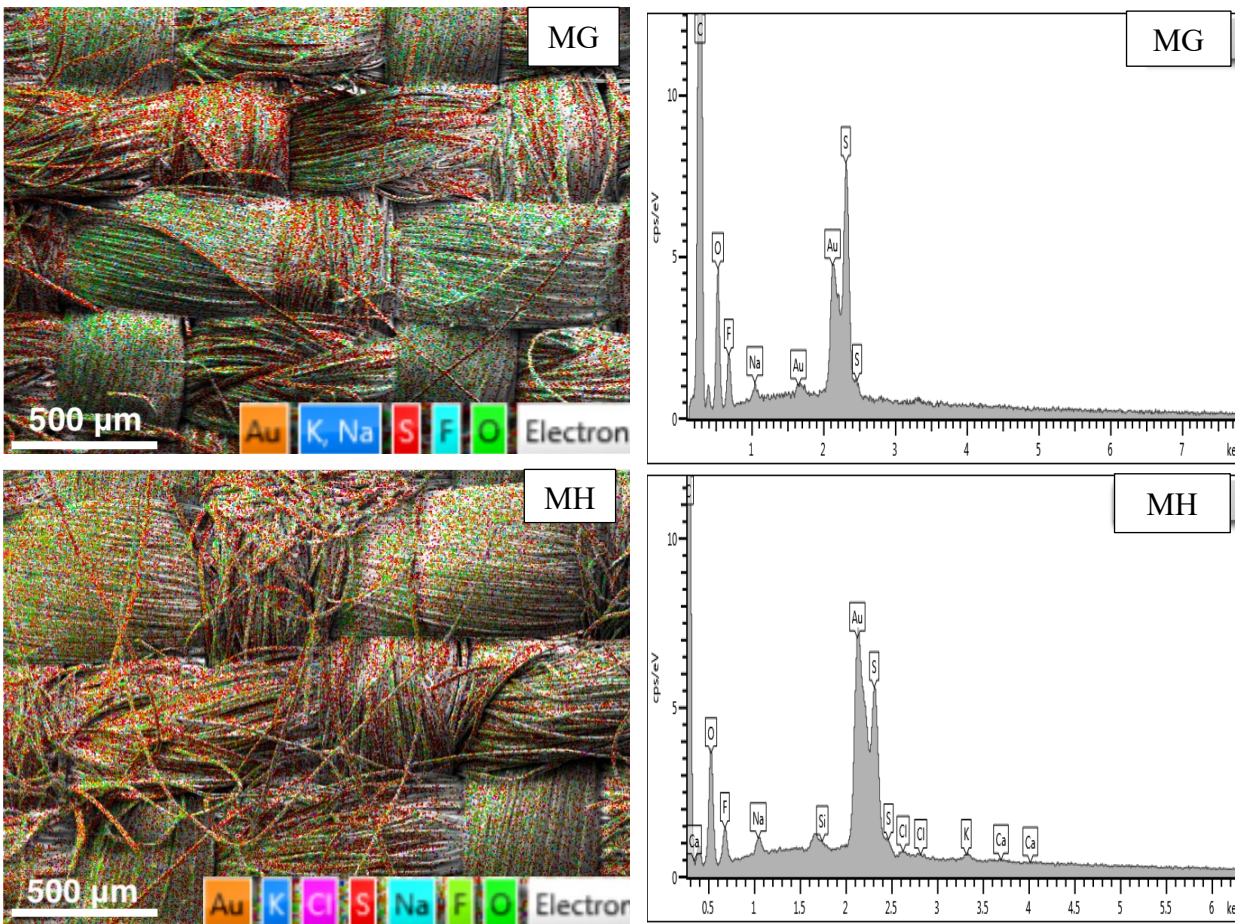 MG
500 µm
Au K, Na S F O Electron
MG
cps/eV
10
5
0
C
O
F
Na
Au
Au
S
S
1 2 3 4 5 6 7 ke
MH
500 µm
Au K Cl S Na F O Electron
MH
cps/eV
10
5
0
Ca
O
F
Na
Si
Au
S
S
Cl
Cl
K
Ca
Ca
0.5 1 1.5 2 2.5 3 3.5 4 4.5 5 5.5 6 ke